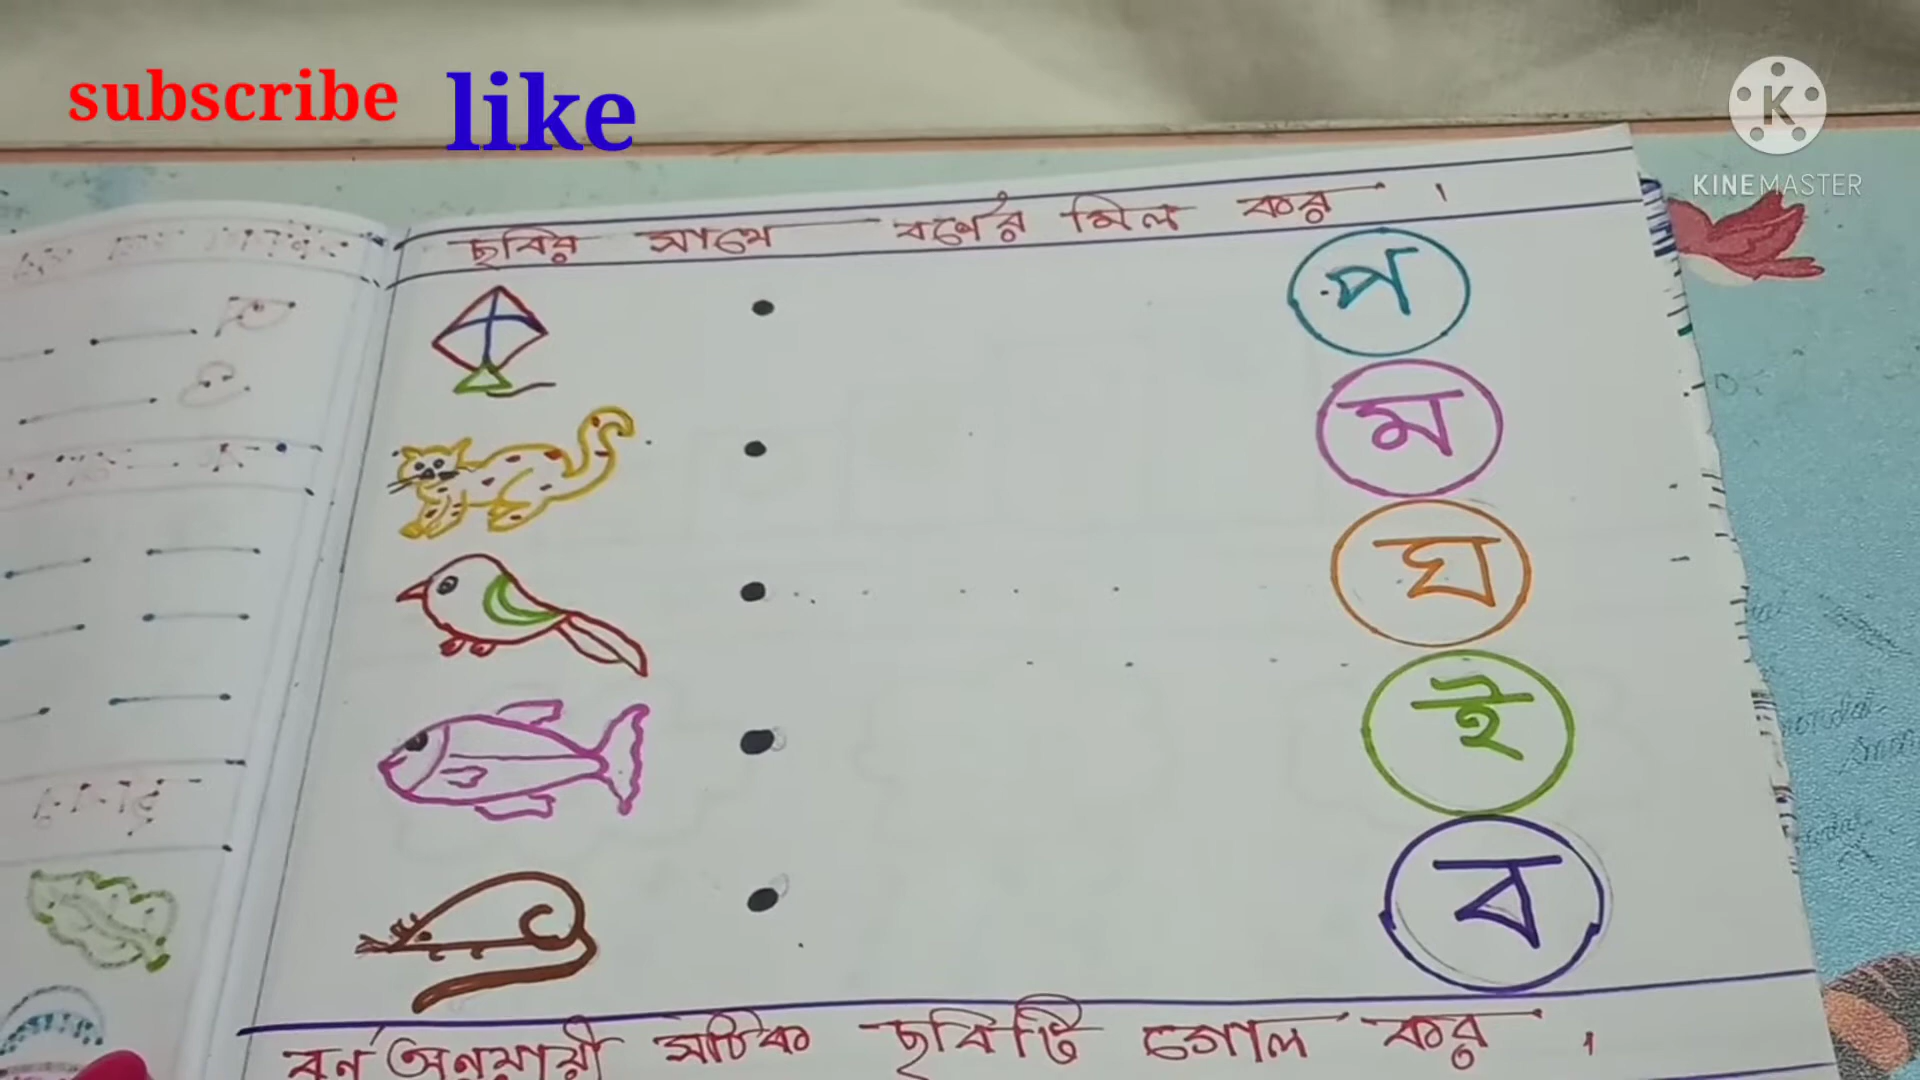 subscribe like
KINEMASTER
ছবির সাথে বর্ণের মিল কর ।
প
ম
ঘ
ই
ব
বর্ণ অনুযায়ী সঠিক ছবিটি গোল কর ।